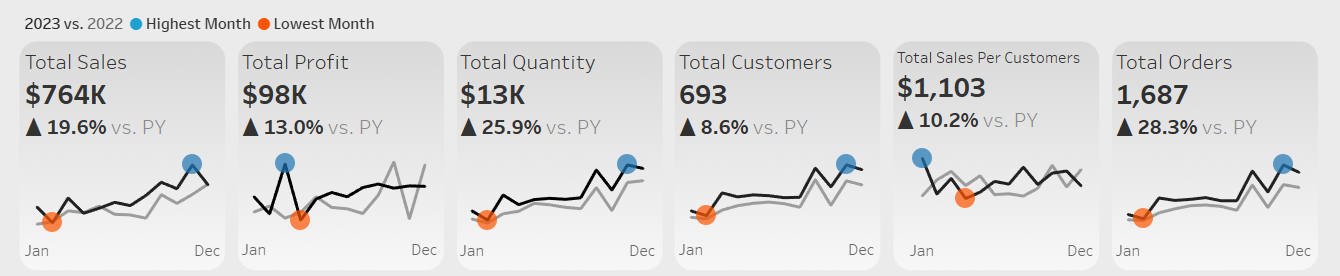 2023 vs. 2022 Highest Month Lowest Month
Total Sales
$764K
▲ 19.6% vs. PY
Jan Dec
Total Profit
$98K
▲ 13.0% vs. PY
Jan Dec
Total Quantity
$13K
▲ 25.9% vs. PY
Jan Dec
Total Customers
693
▲ 8.6% vs. PY
Jan Dec
Total Sales Per Customers
$1,103
▲ 10.2% vs. PY
Jan Dec
Total Orders
1,687
▲ 28.3% vs. PY
Jan Dec